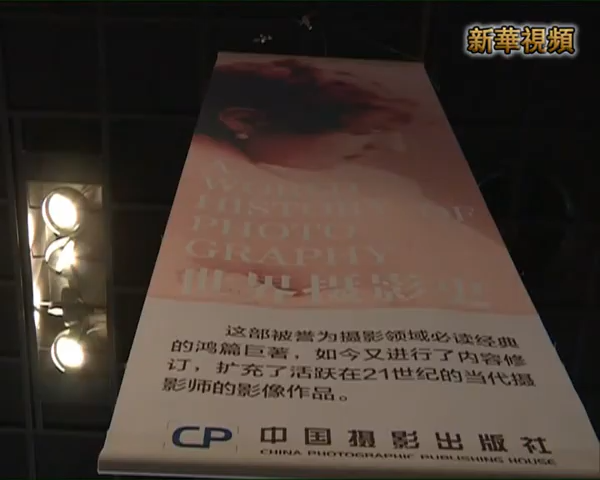 新華視頻
A
WORLD
HISTORY OF
PHOTO
GRAPHY
世界摄影史
这部被誉为摄影领域必读经典
的鸿篇巨著，如今又进行了内容修
订，扩充了活跃在21世纪的当代摄
影师的影像作品。
CP 中国摄影出版社
CHINA PHOTOGRAPHIC PUBLISHING HOUSE